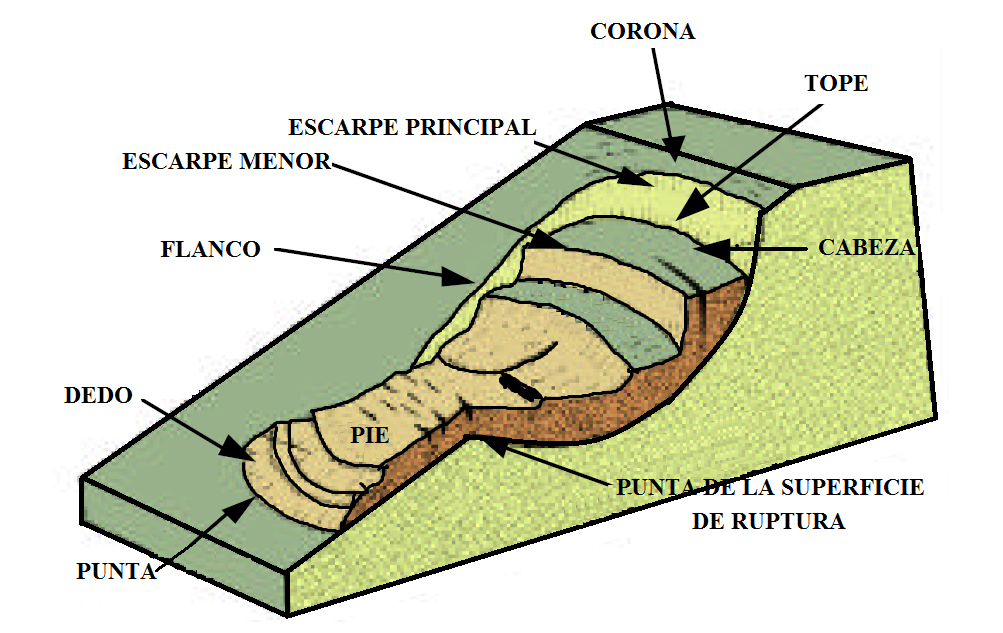 CORONA
TOPE
ESCARPE PRINCIPAL
ESCARPE MENOR
FLANCO
CABEZA
DEDO
PIE
PUNTA DE LA SUPERFICIE
DE RUPTURA
PUNTA